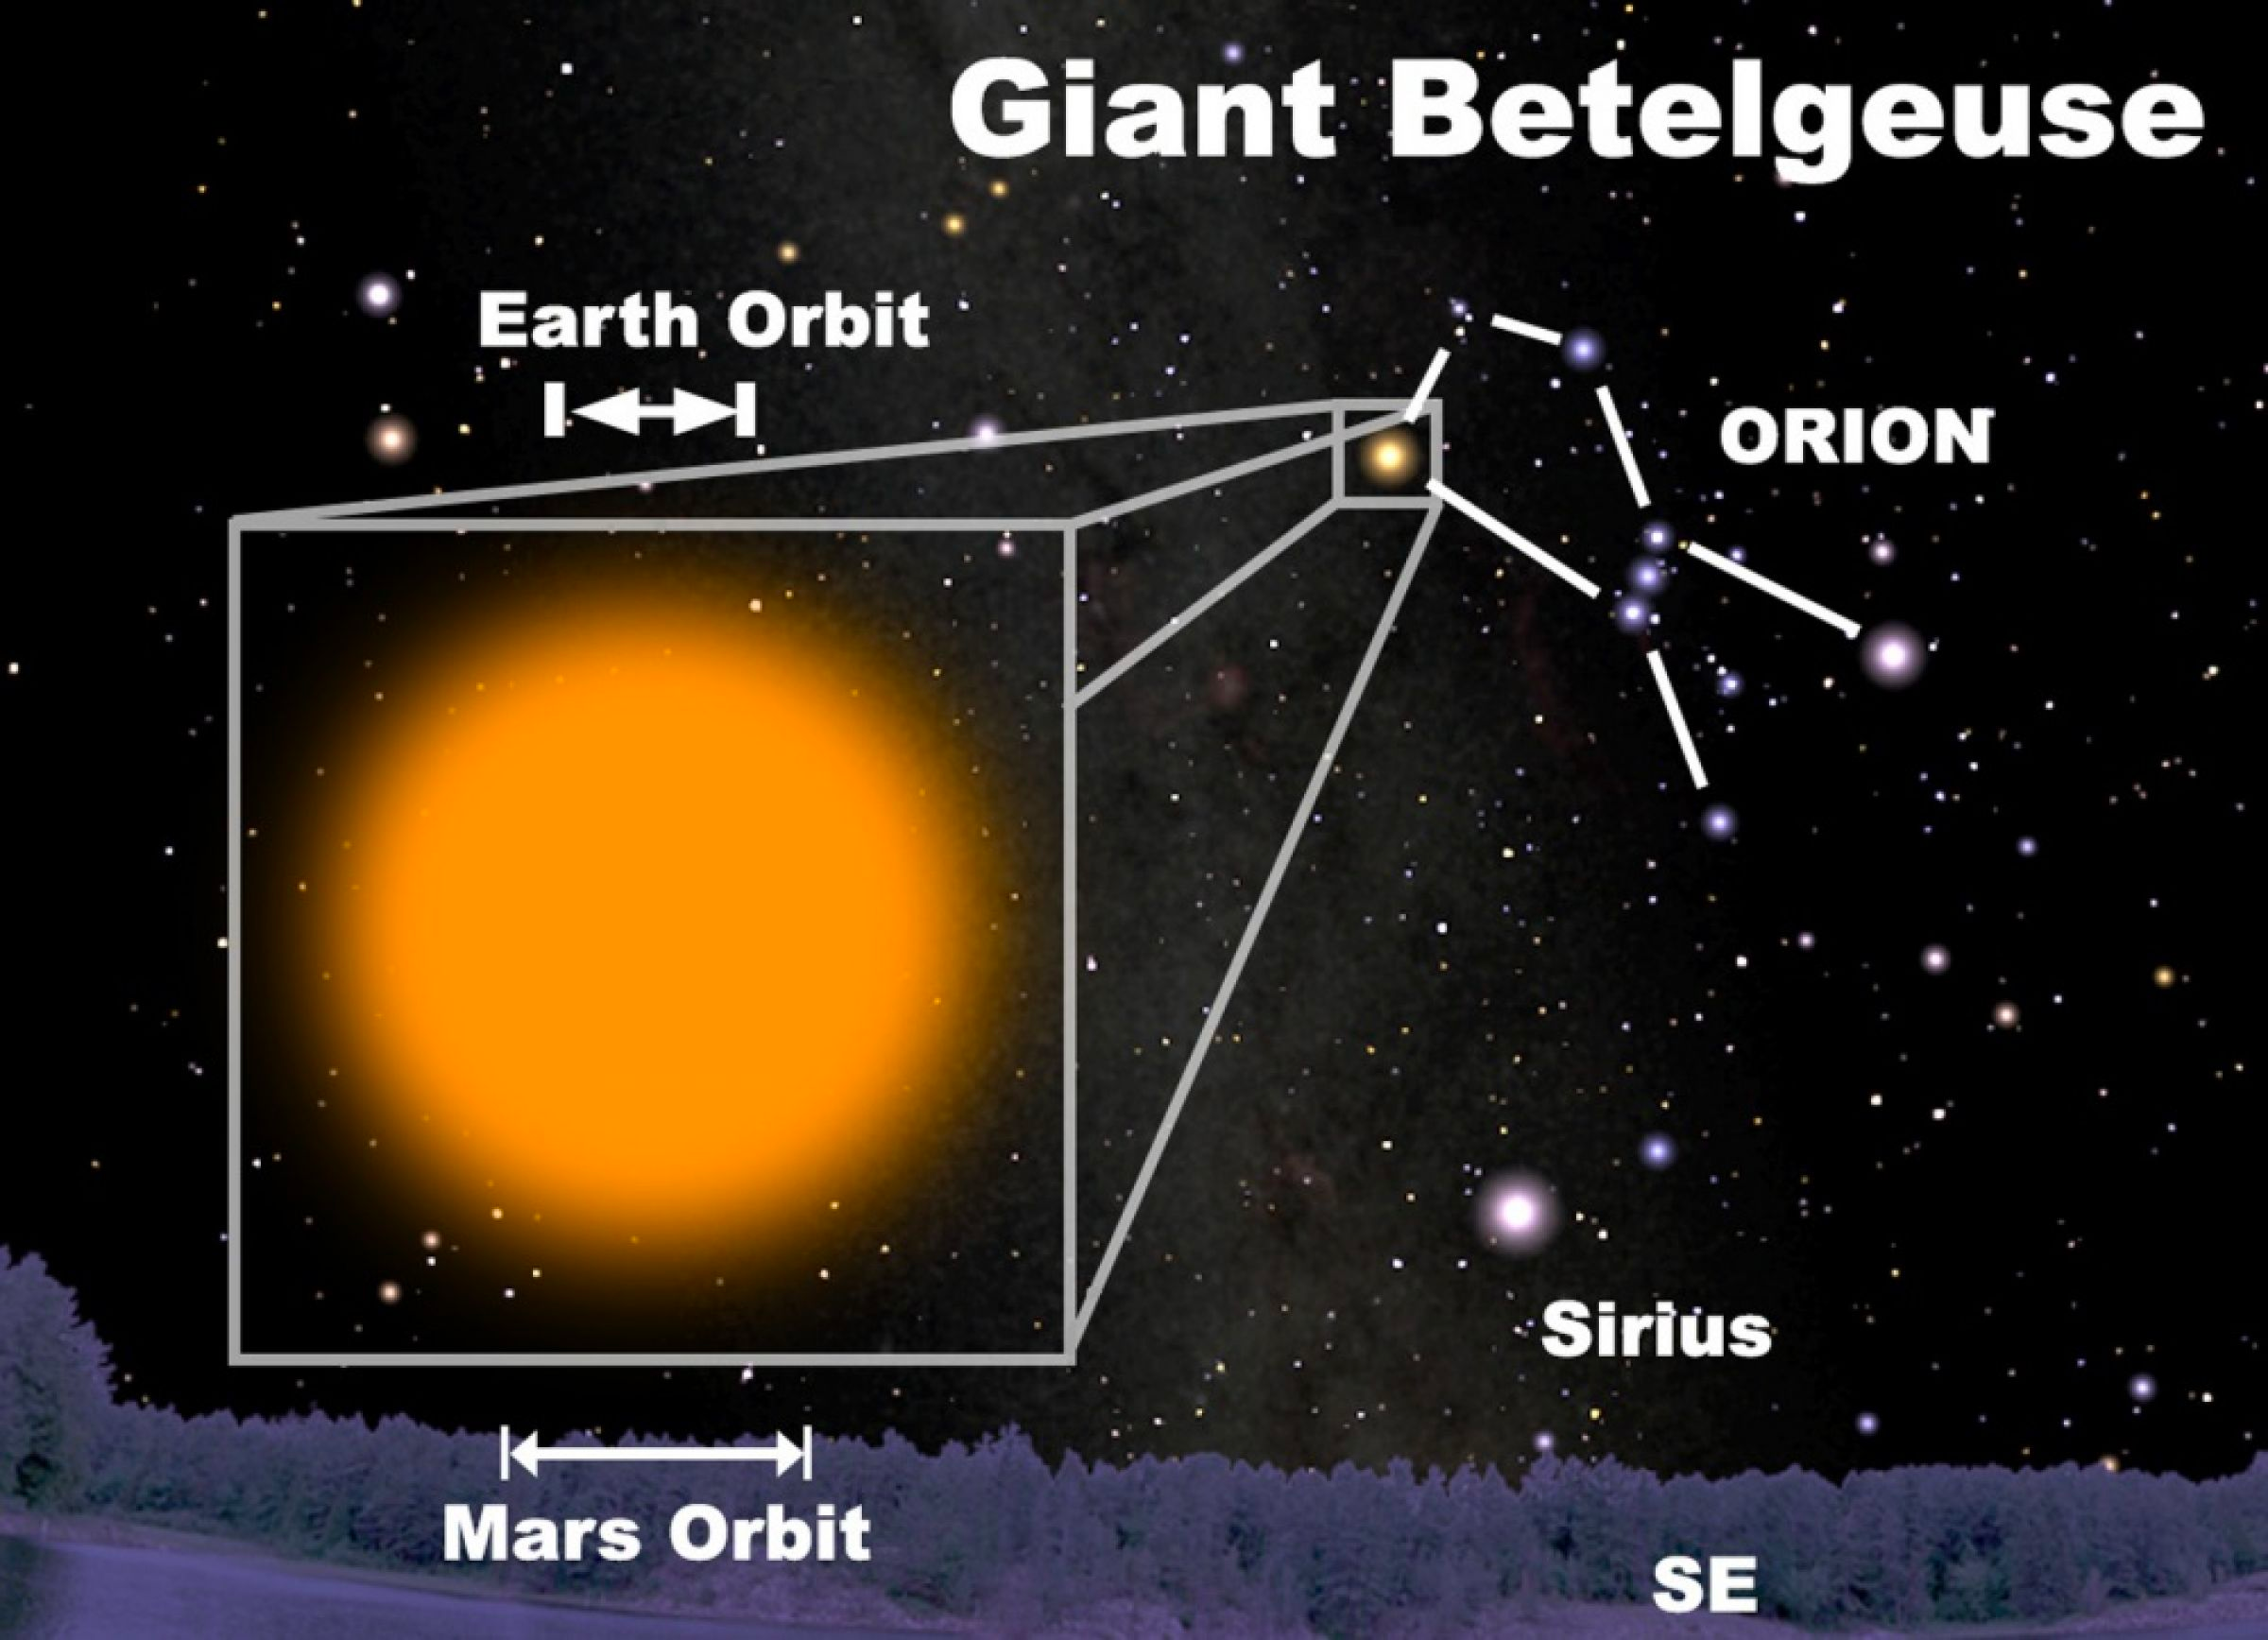 Giant Betelgeuse
Earth Orbit
ORION
Sirius
Mars Orbit
SE